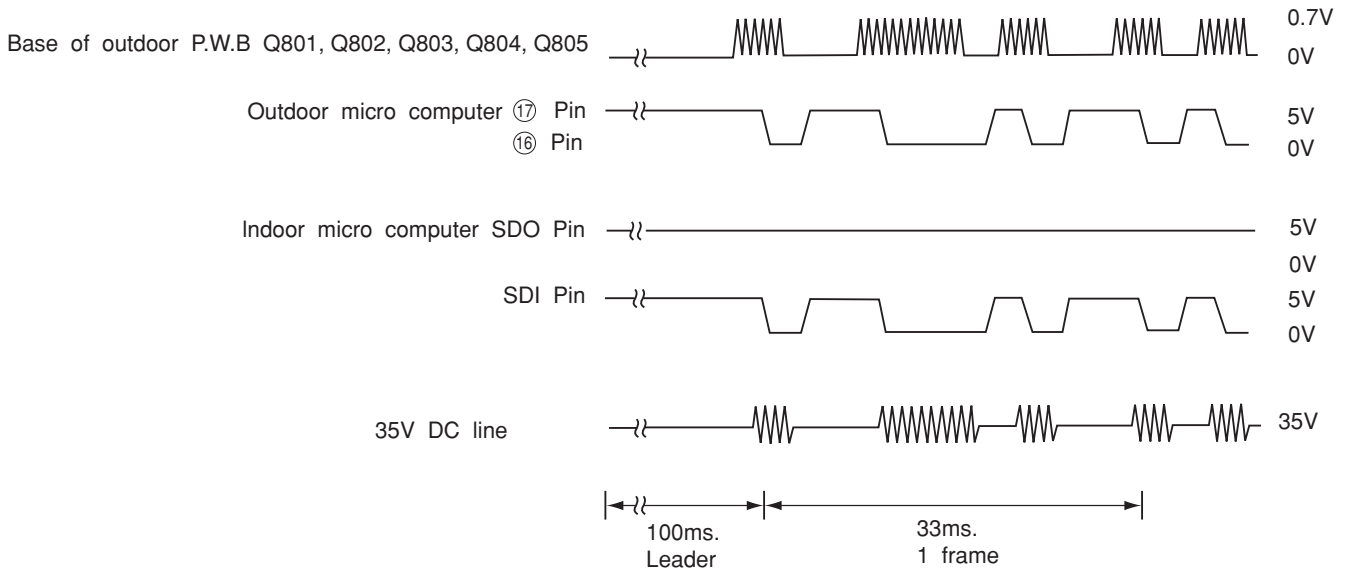 0.7V
Base of outdoor P.W.B Q801, Q802, Q803, Q804, Q805
0V
Outdoor micro computer ⑰ Pin
5V
⑯ Pin
0V
Indoor micro computer SDO Pin
5V
0V
SDI Pin
5V
0V
35V DC line
35V
100ms.
Leader
33ms.
1 frame